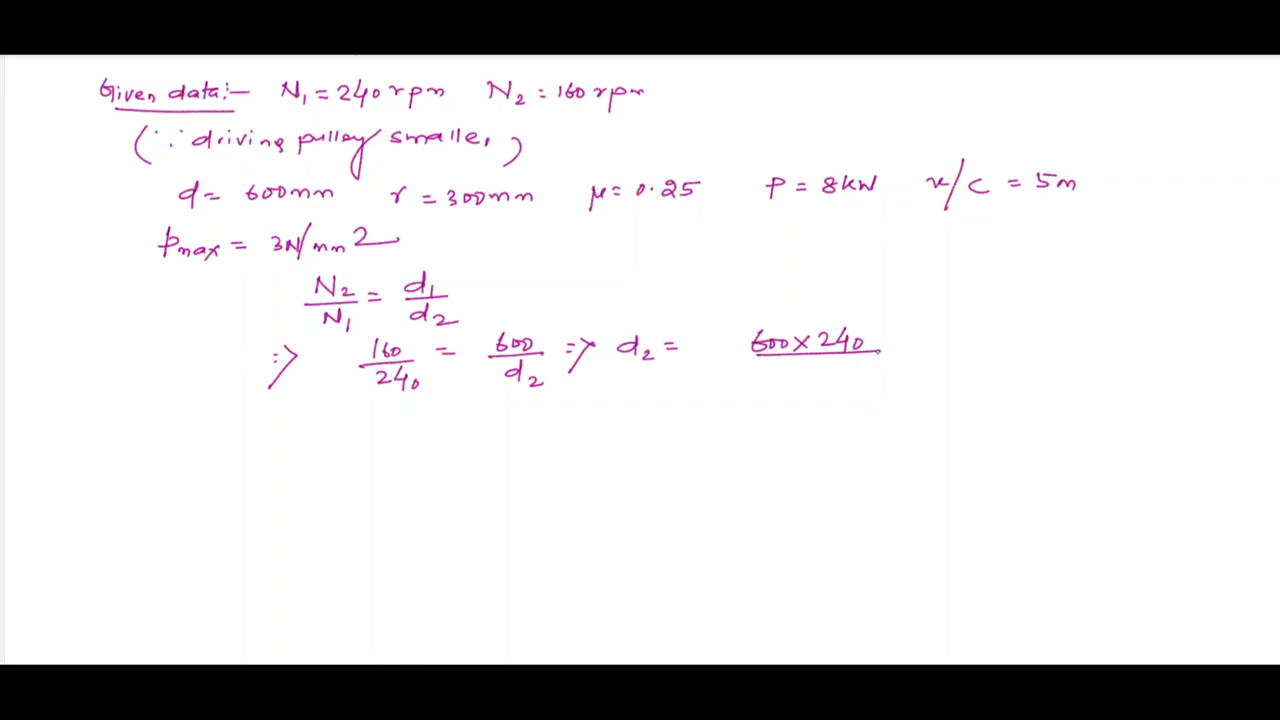 Given data:- N₁ = 240 rpm N₂ = 160 rpm
(∵ driving pulley smaller)
d = 600mm r = 300mm μ = 0.25 P = 8kW x/c = 5m
Pmax = 3N/mm2
N₂/N₁ = d₁/d₂
⇒ 160/240 = 600/d₂ ⇒ d₂ = 600 × 240